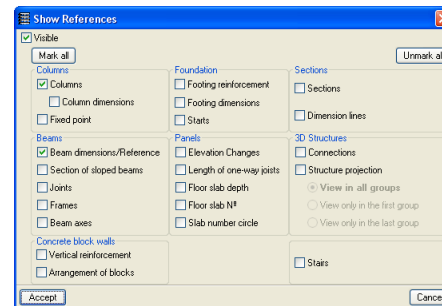 Show References
Visible
Mark all
Unmark all
Columns
Columns
Column dimensions
Fixed point
Foundation
Footing reinforcement
Footing dimensions
Starts
Sections
Sections
Dimension lines
Beams
Beam dimensions/Reference
Section of sloped beams
Joints
Frames
Beam axes
Panels
Elevation Changes
Length of one-way joists
Floor slab depth
Floor slab Nº
Slab number circle
3D Structures
Connections
Structure projection
View in all groups
View only in the first group
View only in the last group
Concrete block walls
Vertical reinforcement
Arrangement of blocks
Stairs
Accept
Cancel